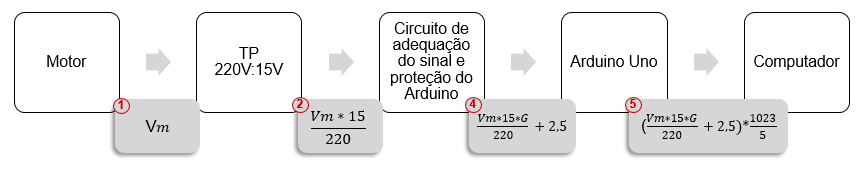 Motor
TP
220V:15V
Circuito de
adequação
do sinal e
proteção do
Arduino
Arduino Uno
Computador
1
Vm
2
Vm * 15
220
4
Vm*15*G
220
+ 2,5
5
(Vm*15*G/220 + 2,5)*1023/5